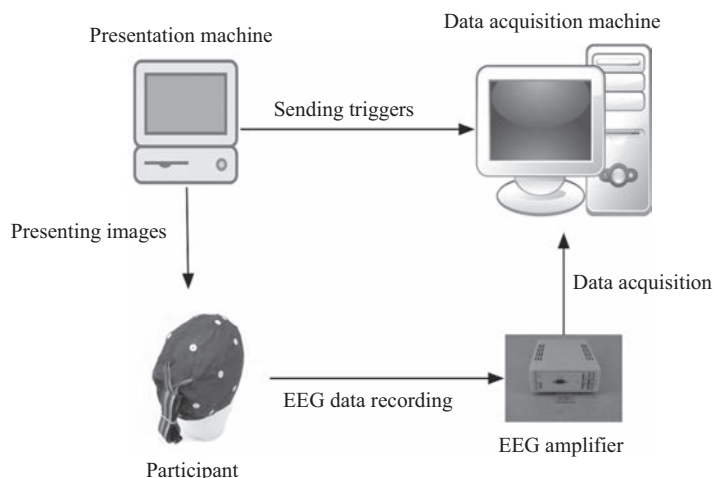 Presentation machine
Data acquisition machine
Sending triggers
Presenting images
Data acquisition
EEG data recording
EEG amplifier
Participant